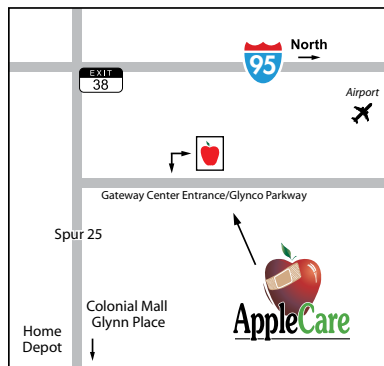 North
95
EXIT
38
Airport
Gateway Center Entrance/Glynco Parkway
Spur 25
Colonial Mall
Glynn Place
Home
Depot
AppleCare